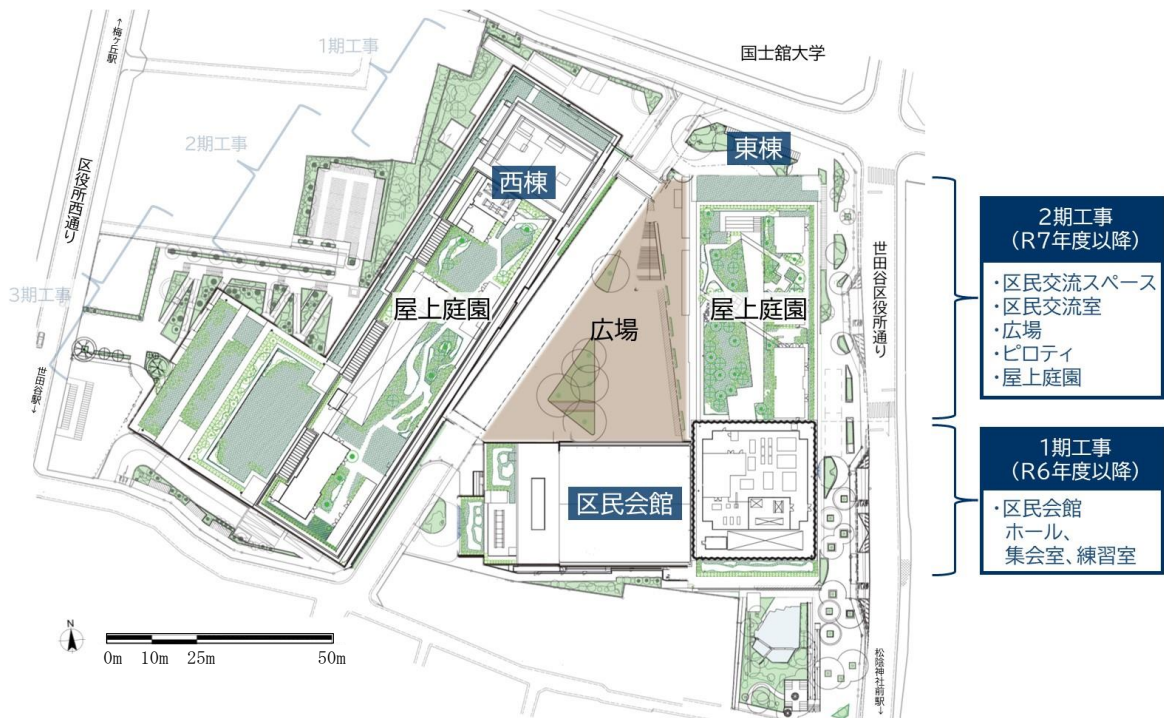 ←梅ヶ丘駅
1期工事
国士舘大学
2期工事
区役所西通り
西棟
東棟
3期工事
屋上庭園
広場
屋上庭園
世田谷区役所通り
世田谷駅→
区民会館
松陰神社前駅→
N
0m 10m 25m 50m
2期工事
(R7年度以降)
・区民交流スペース
・区民交流室
・広場
・ピロティ
・屋上庭園
1期工事
(R6年度以降)
・区民会館
ホール、
集会室、練習室